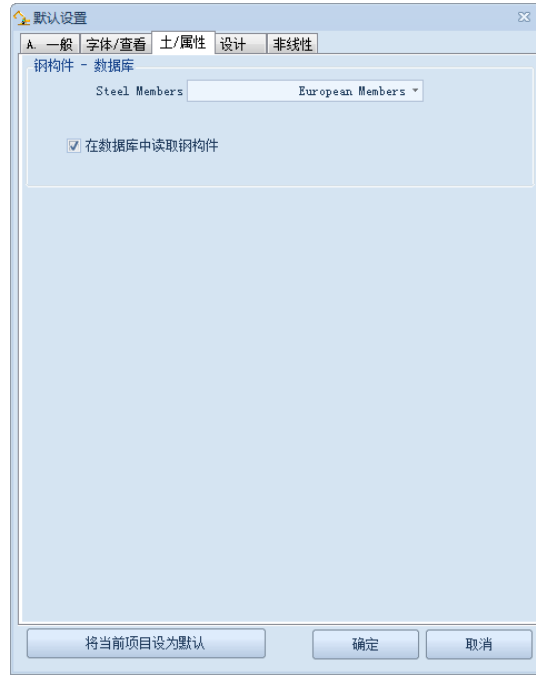 默认设置
A. 一般 字体/查看 土/属性 设计 非线性
钢构件 - 数据库
Steel Members European Members
在数据库中读取钢构件
将当前项目设为默认 确定 取消